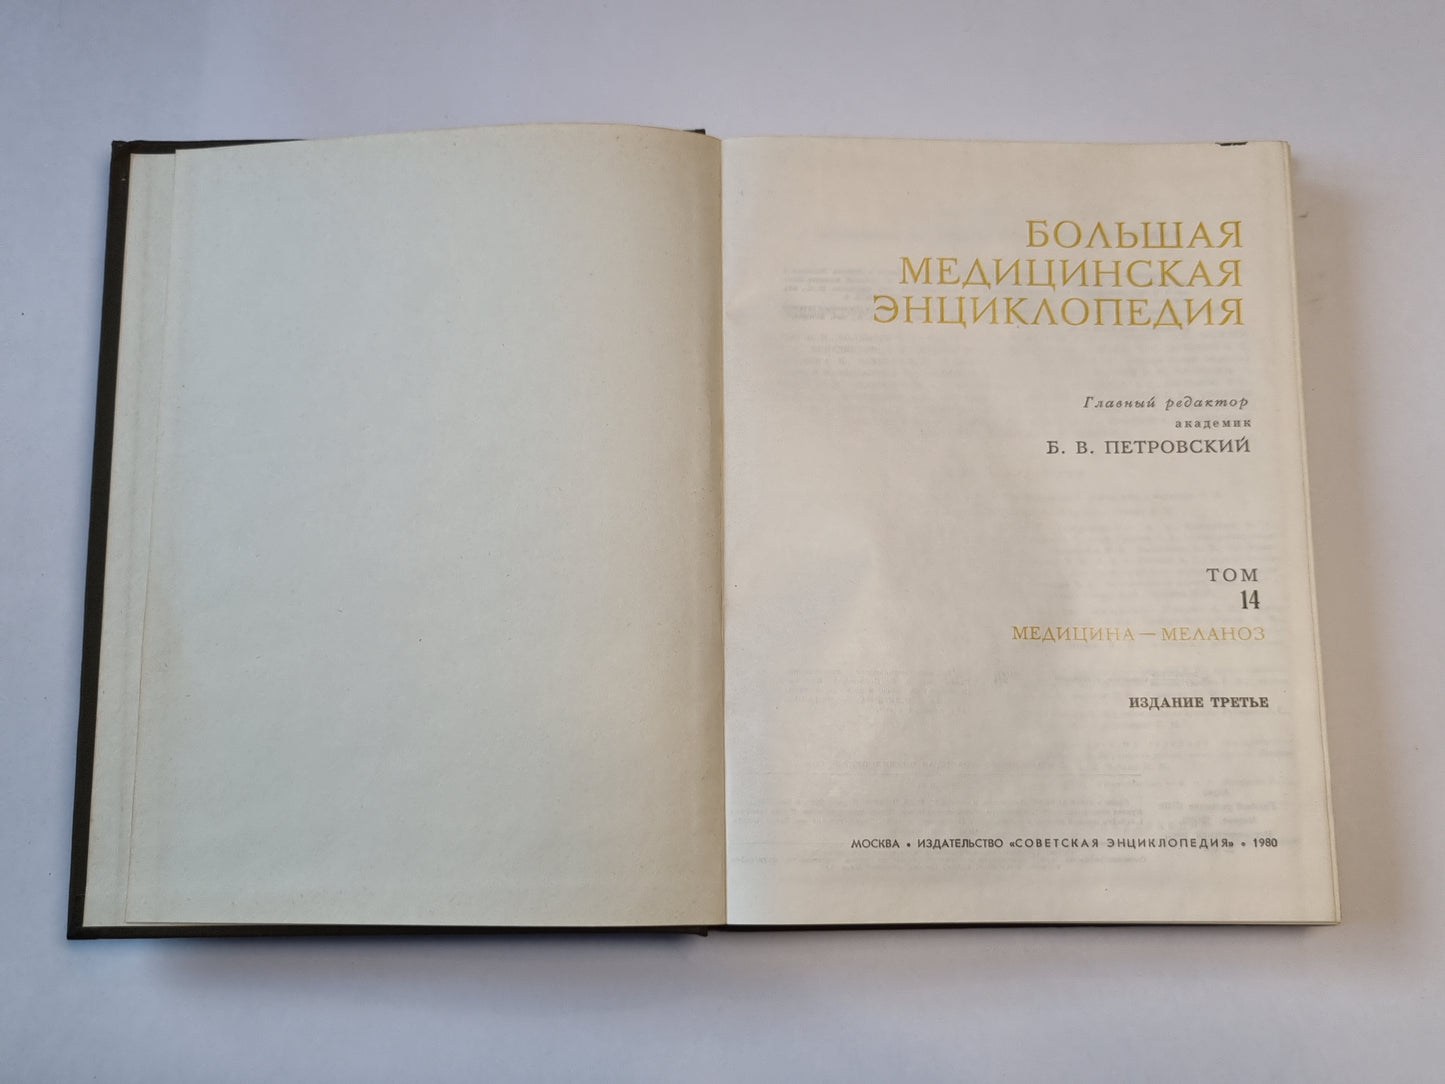 БОЛЬШАЯ
МЕДИЦИНСКАЯ
ЭНЦИКЛОПЕДИЯ
Главный редактор
академик
Б. В. ПЕТРОВСКИЙ
ТОМ
14
МЕДИЦИНА — МЕЛАНОЗ
ИЗДАНИЕ ТРЕТЬЕ
МОСКВА • ИЗДАТЕЛЬСТВО «СОВЕТСКАЯ ЭНЦИКЛОПЕДИЯ» • 1980